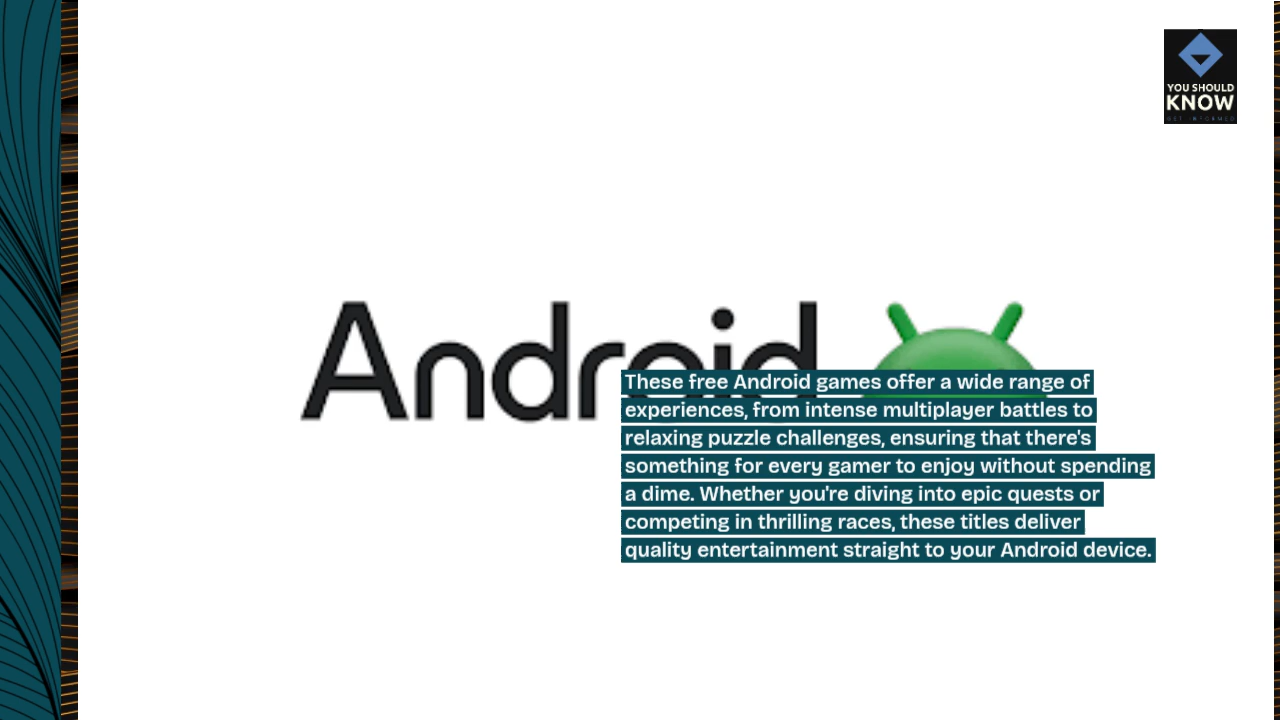 YOU SHOULD
KNOW
GET INFORMED
Android
These free Android games offer a wide range of
experiences, from intense multiplayer battles to
relaxing puzzle challenges, ensuring that there's
something for every gamer to enjoy without spending
a dime. Whether you're diving into epic quests or
competing in thrilling races, these titles deliver
quality entertainment straight to your Android device.